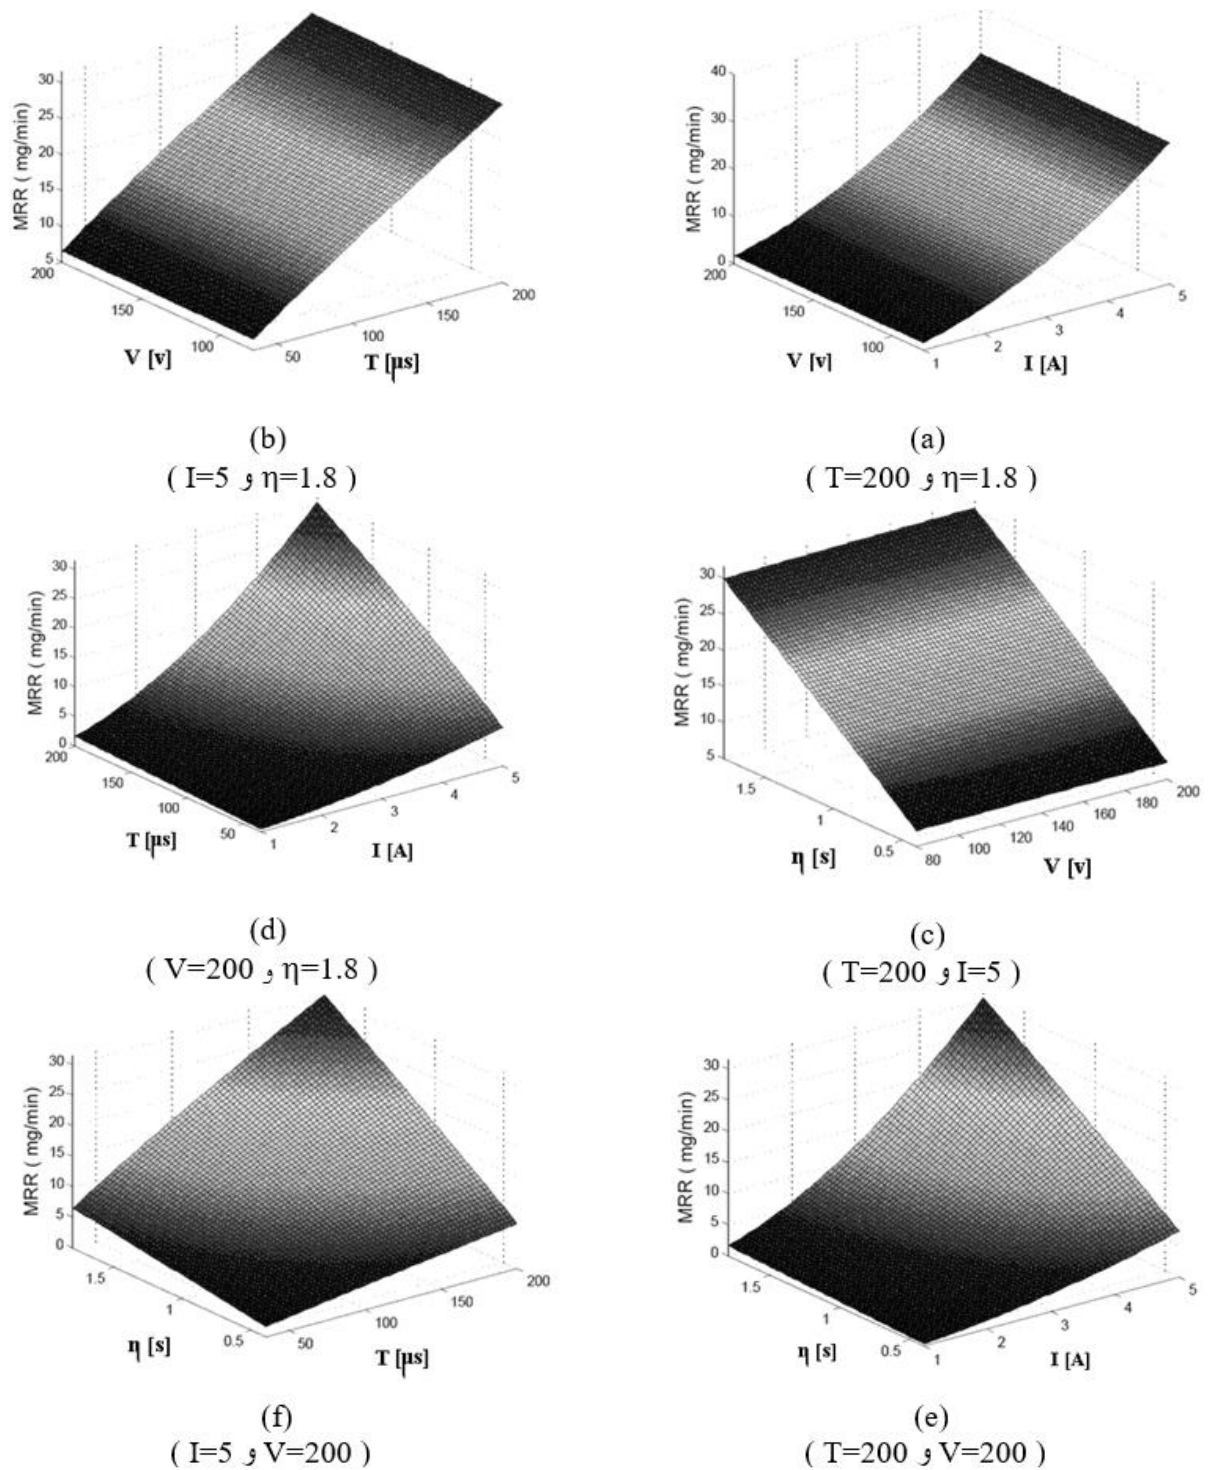 MRR ( mg/min)
30
25
20
15
10
5
200
150
100
V [v]
50
100
150
200
T [µs]
(b)
( I=5 و η=1.8 )
MRR ( mg/min)
40
30
20
10
0
200
150
100
V [v]
1
2
3
4
5
I [A]
(a)
( T=200 و η=1.8 )
MRR ( mg/min)
30
25
20
15
10
5
0
200
150
100
50
T [µs]
1
2
3
4
5
I [A]
(d)
( V=200 و η=1.8 )
MRR ( mg/min)
30
25
20
15
10
5
1.5
1
0.5
η [s]
80
100
120
140
160
180
200
V [v]
(c)
( T=200 و I=5 )
MRR ( mg/min)
30
25
20
15
10
5
0
1.5
1
0.5
η [s]
50
100
150
200
T [µs]
(f)
( I=5 و V=200 )
MRR ( mg/min)
30
25
20
15
10
5
0
1.5
1
0.5
η [s]
1
2
3
4
5
I [A]
(e)
( T=200 و V=200 )